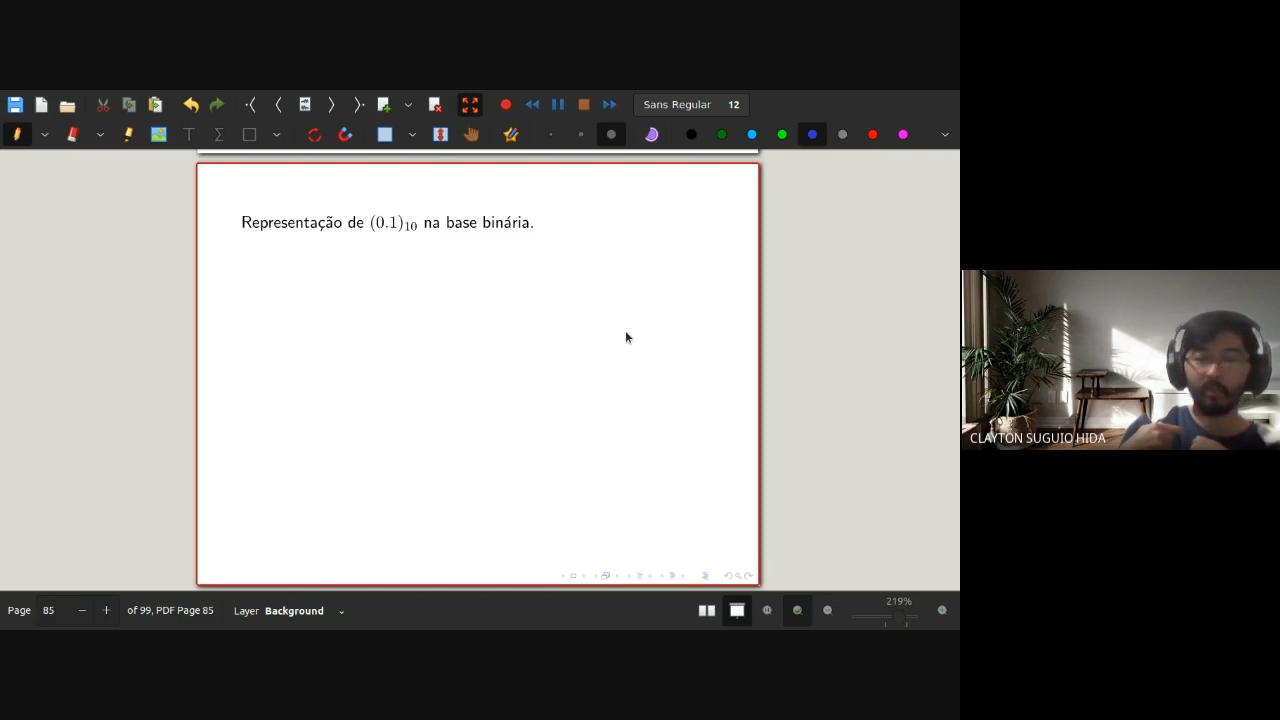 Sans Regular 12
Representação de (0.1)₁₀ na base binária.
CLAYTON SUGUIO HIDA
Page 85 of 99, PDF Page 85 Layer Background 219%